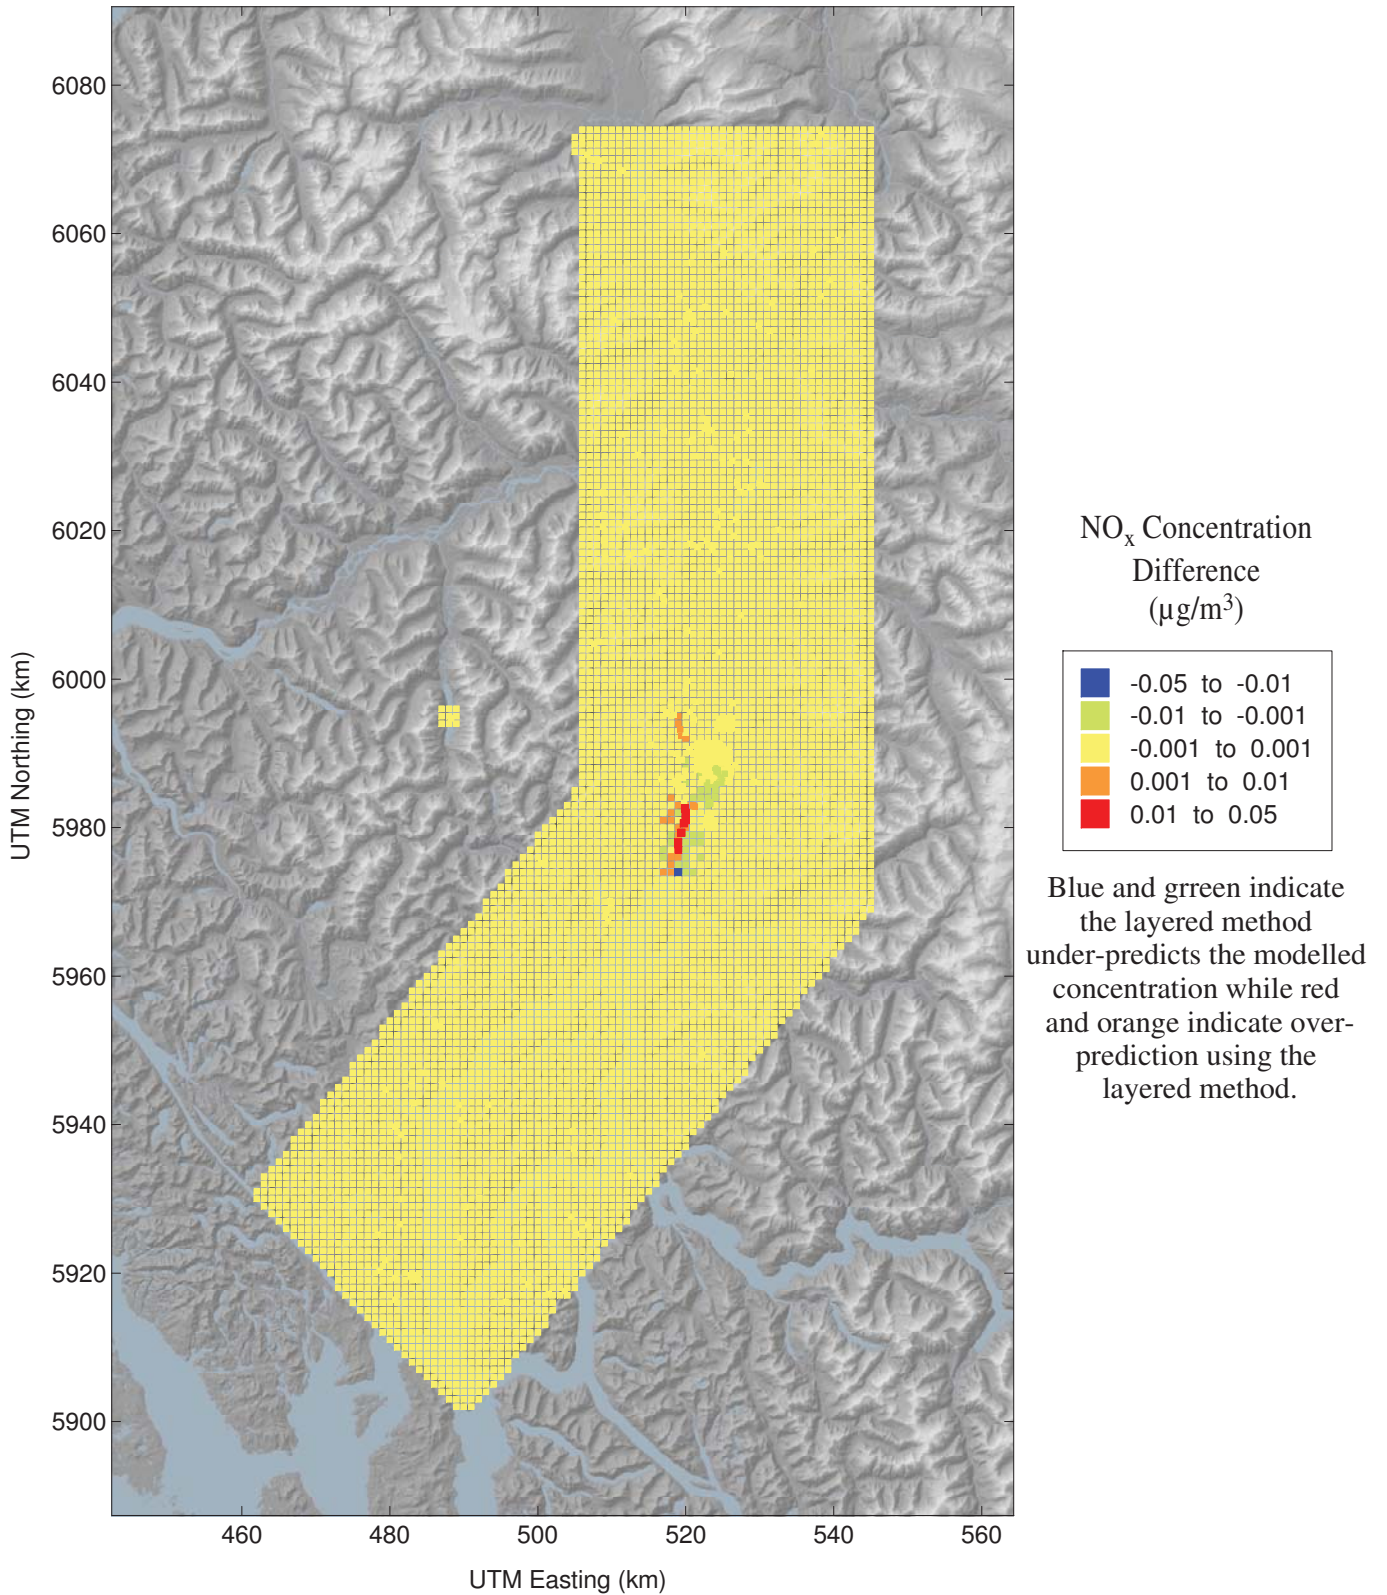 6080
6060
6040
6020
6000
5980
5960
5940
5920
5900
UTM Northing (km)
460 480 500 520 540 560
UTM Easting (km)
NOx Concentration
Difference
(µg/m³)
-0.05 to -0.01
-0.01 to -0.001
-0.001 to 0.001
0.001 to 0.01
0.01 to 0.05
Blue and grreen indicate
the layered method
under-predicts the modelled
concentration while red
and orange indicate over-
prediction using the
layered method.